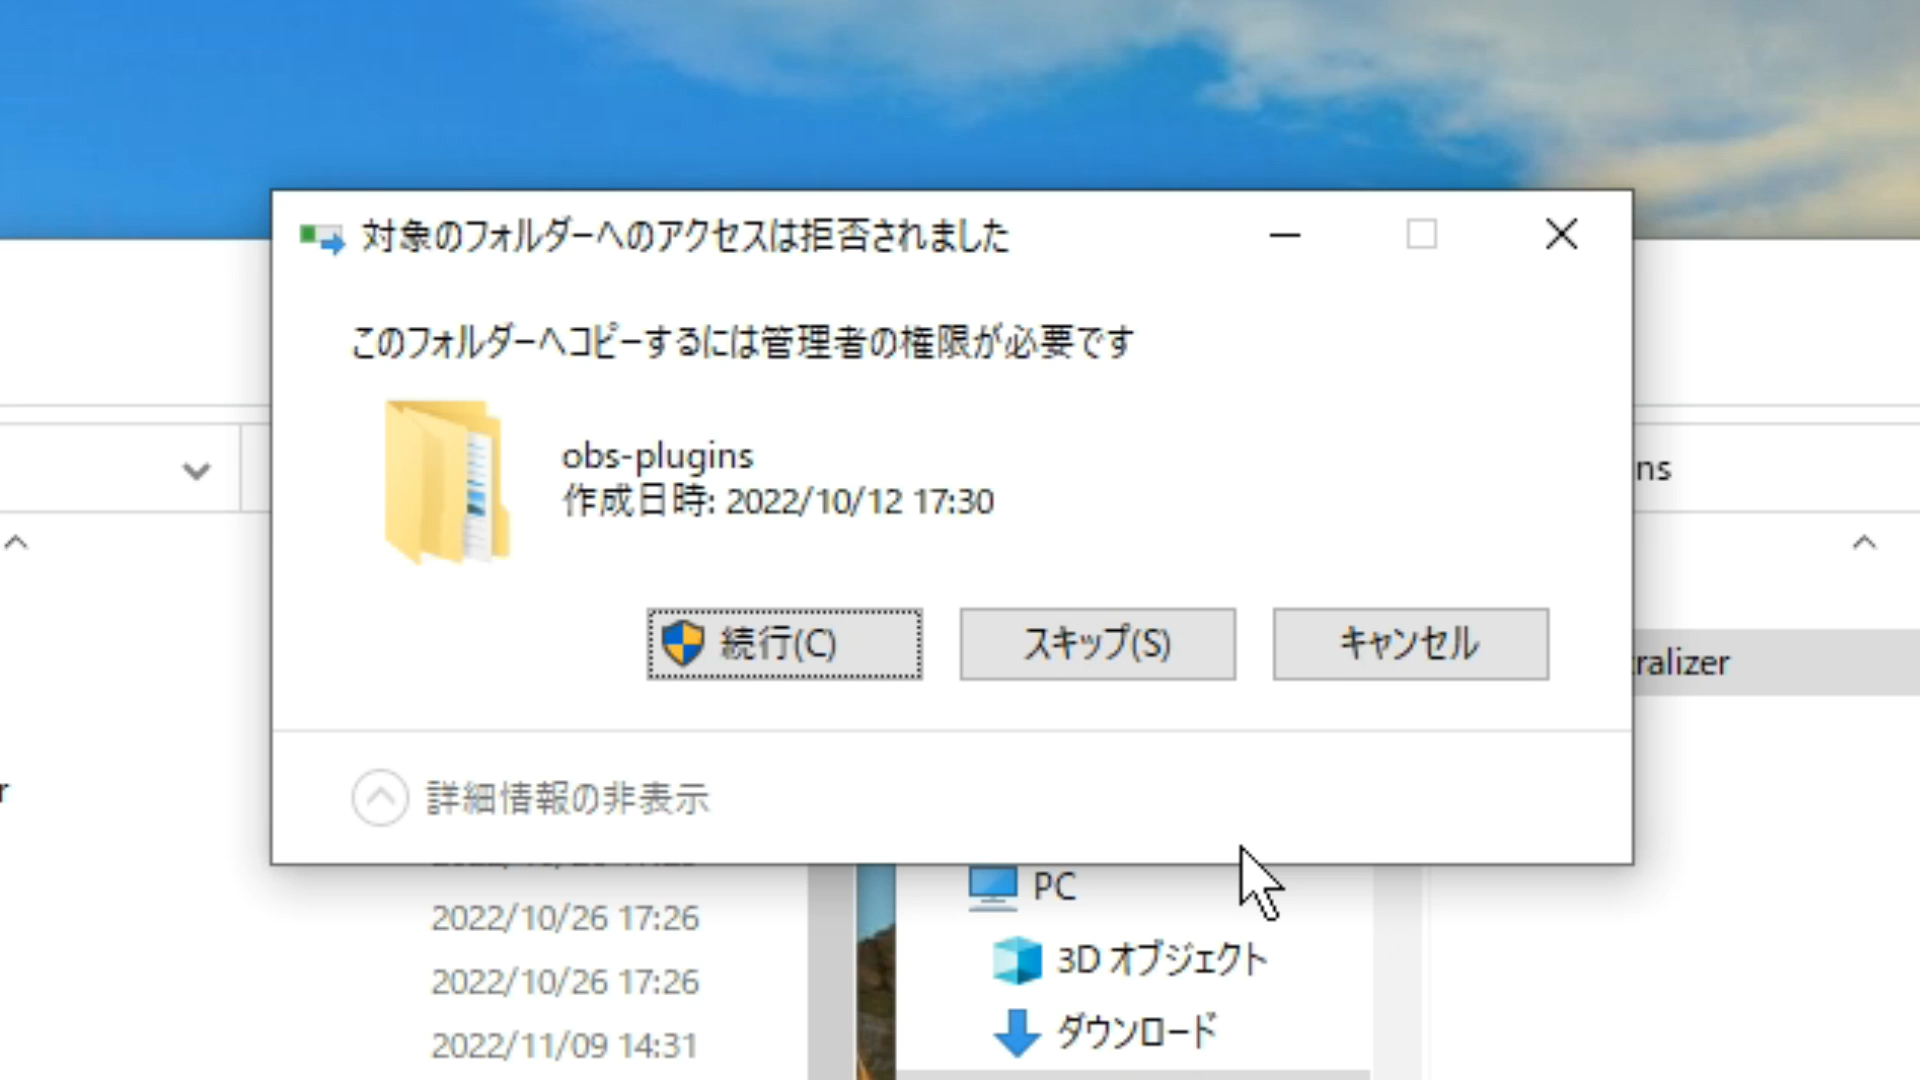 対象のフォルダーへのアクセスは拒否されました
このフォルダーへコピーするには管理者の権限が必要です
obs-plugins
作成日時: 2022/10/12 17:30
続行(C)
スキップ(S)
キャンセル
詳細情報の非表示
ns
ralizer
r
2022/10/26 17:26
2022/10/26 17:26
2022/11/09 14:31
PC
3D オブジェクト
ダウンロード